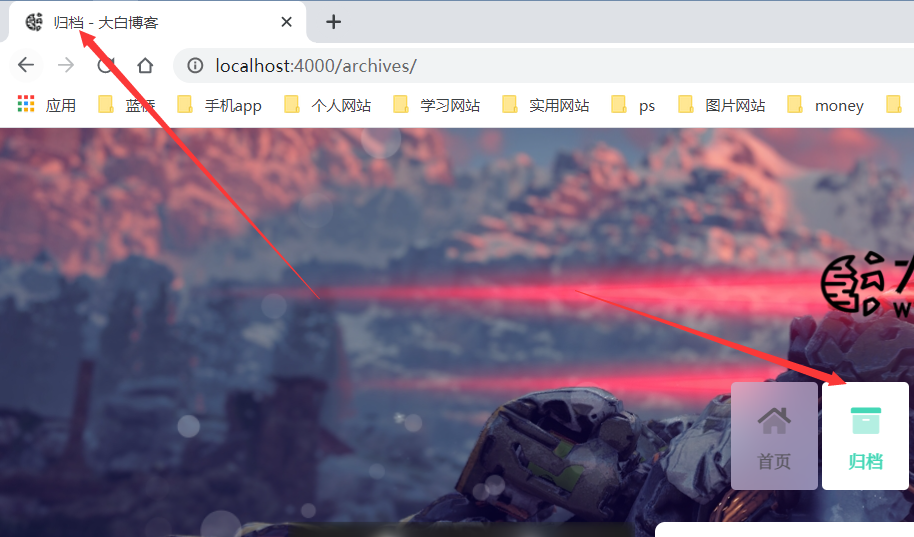 归档 - 大白博客
localhost:4000/archives/
应用 蓝框 手机app 个人网站 学习网站 实用网站 ps 图片网站 money
首页 归档